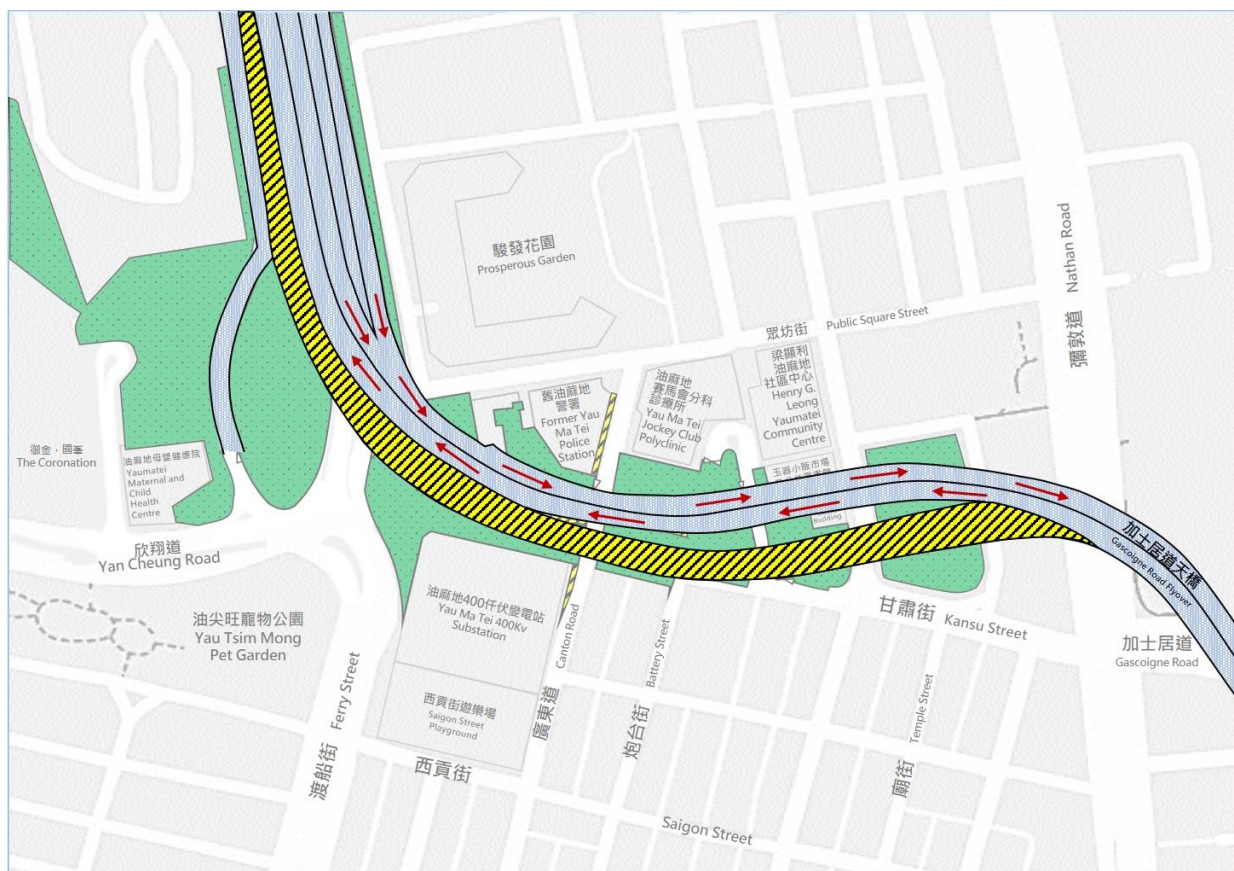 駿發花園
Prosperous Garden
眾坊街 Public Square Street
彌敦道 Nathan Road
梁顯利
油麻地
社區中心
Henry G.
Leong
Yaumatei
Community
Centre
油麻地
賽馬會分科
診療所
Yau Ma Tei
Jockey Club
Polyclinic
舊油蔴地
警署
Former Yau
Ma Tei
Police
Station
玉器小販市場
Building
御金．國峯
The Coronation
油麻地母嬰健康院
Yaumatei
Maternal and
Child
Health
Centre
欣翔道
Yan Cheung Road
加士居道天橋
Gascoigne Road Flyover
油尖旺寵物公園
Yau Tsim Mong
Pet Garden
油麻地400仟伏變電站
Yau Ma Tei 400Kv
Substation
甘肅街 Kansu Street
加士居道
Gascoigne Road
西貢街遊樂場
Saigon Street
Playground
渡船街 Ferry Street
廣東道 Canton Road
炮台街 Battery Street
廟街 Temple Street
西貢街
Saigon Street